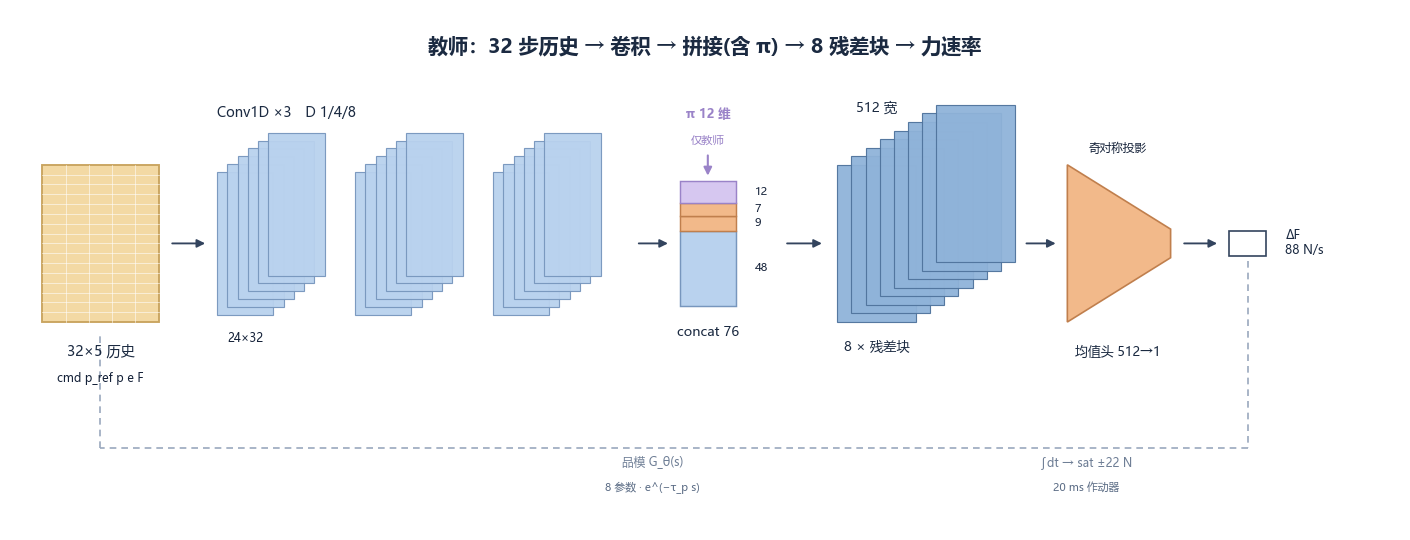 教师：32 步历史 → 卷积 → 拼接(含 π) → 8 残差块 → 力速率
Conv1D ×3 D 1/4/8
24×32
32×5 历史
cmd p_ref p e F
π 12 维
仅教师
12
7
9
48
concat 76
512 宽
8 × 残差块
奇对称投影
均值头 512→1
ΔF
88 N/s
品模 G_θ(s)
8 参数 · e^(−τ_p s)
∫dt → sat ±22 N
20 ms 作动器